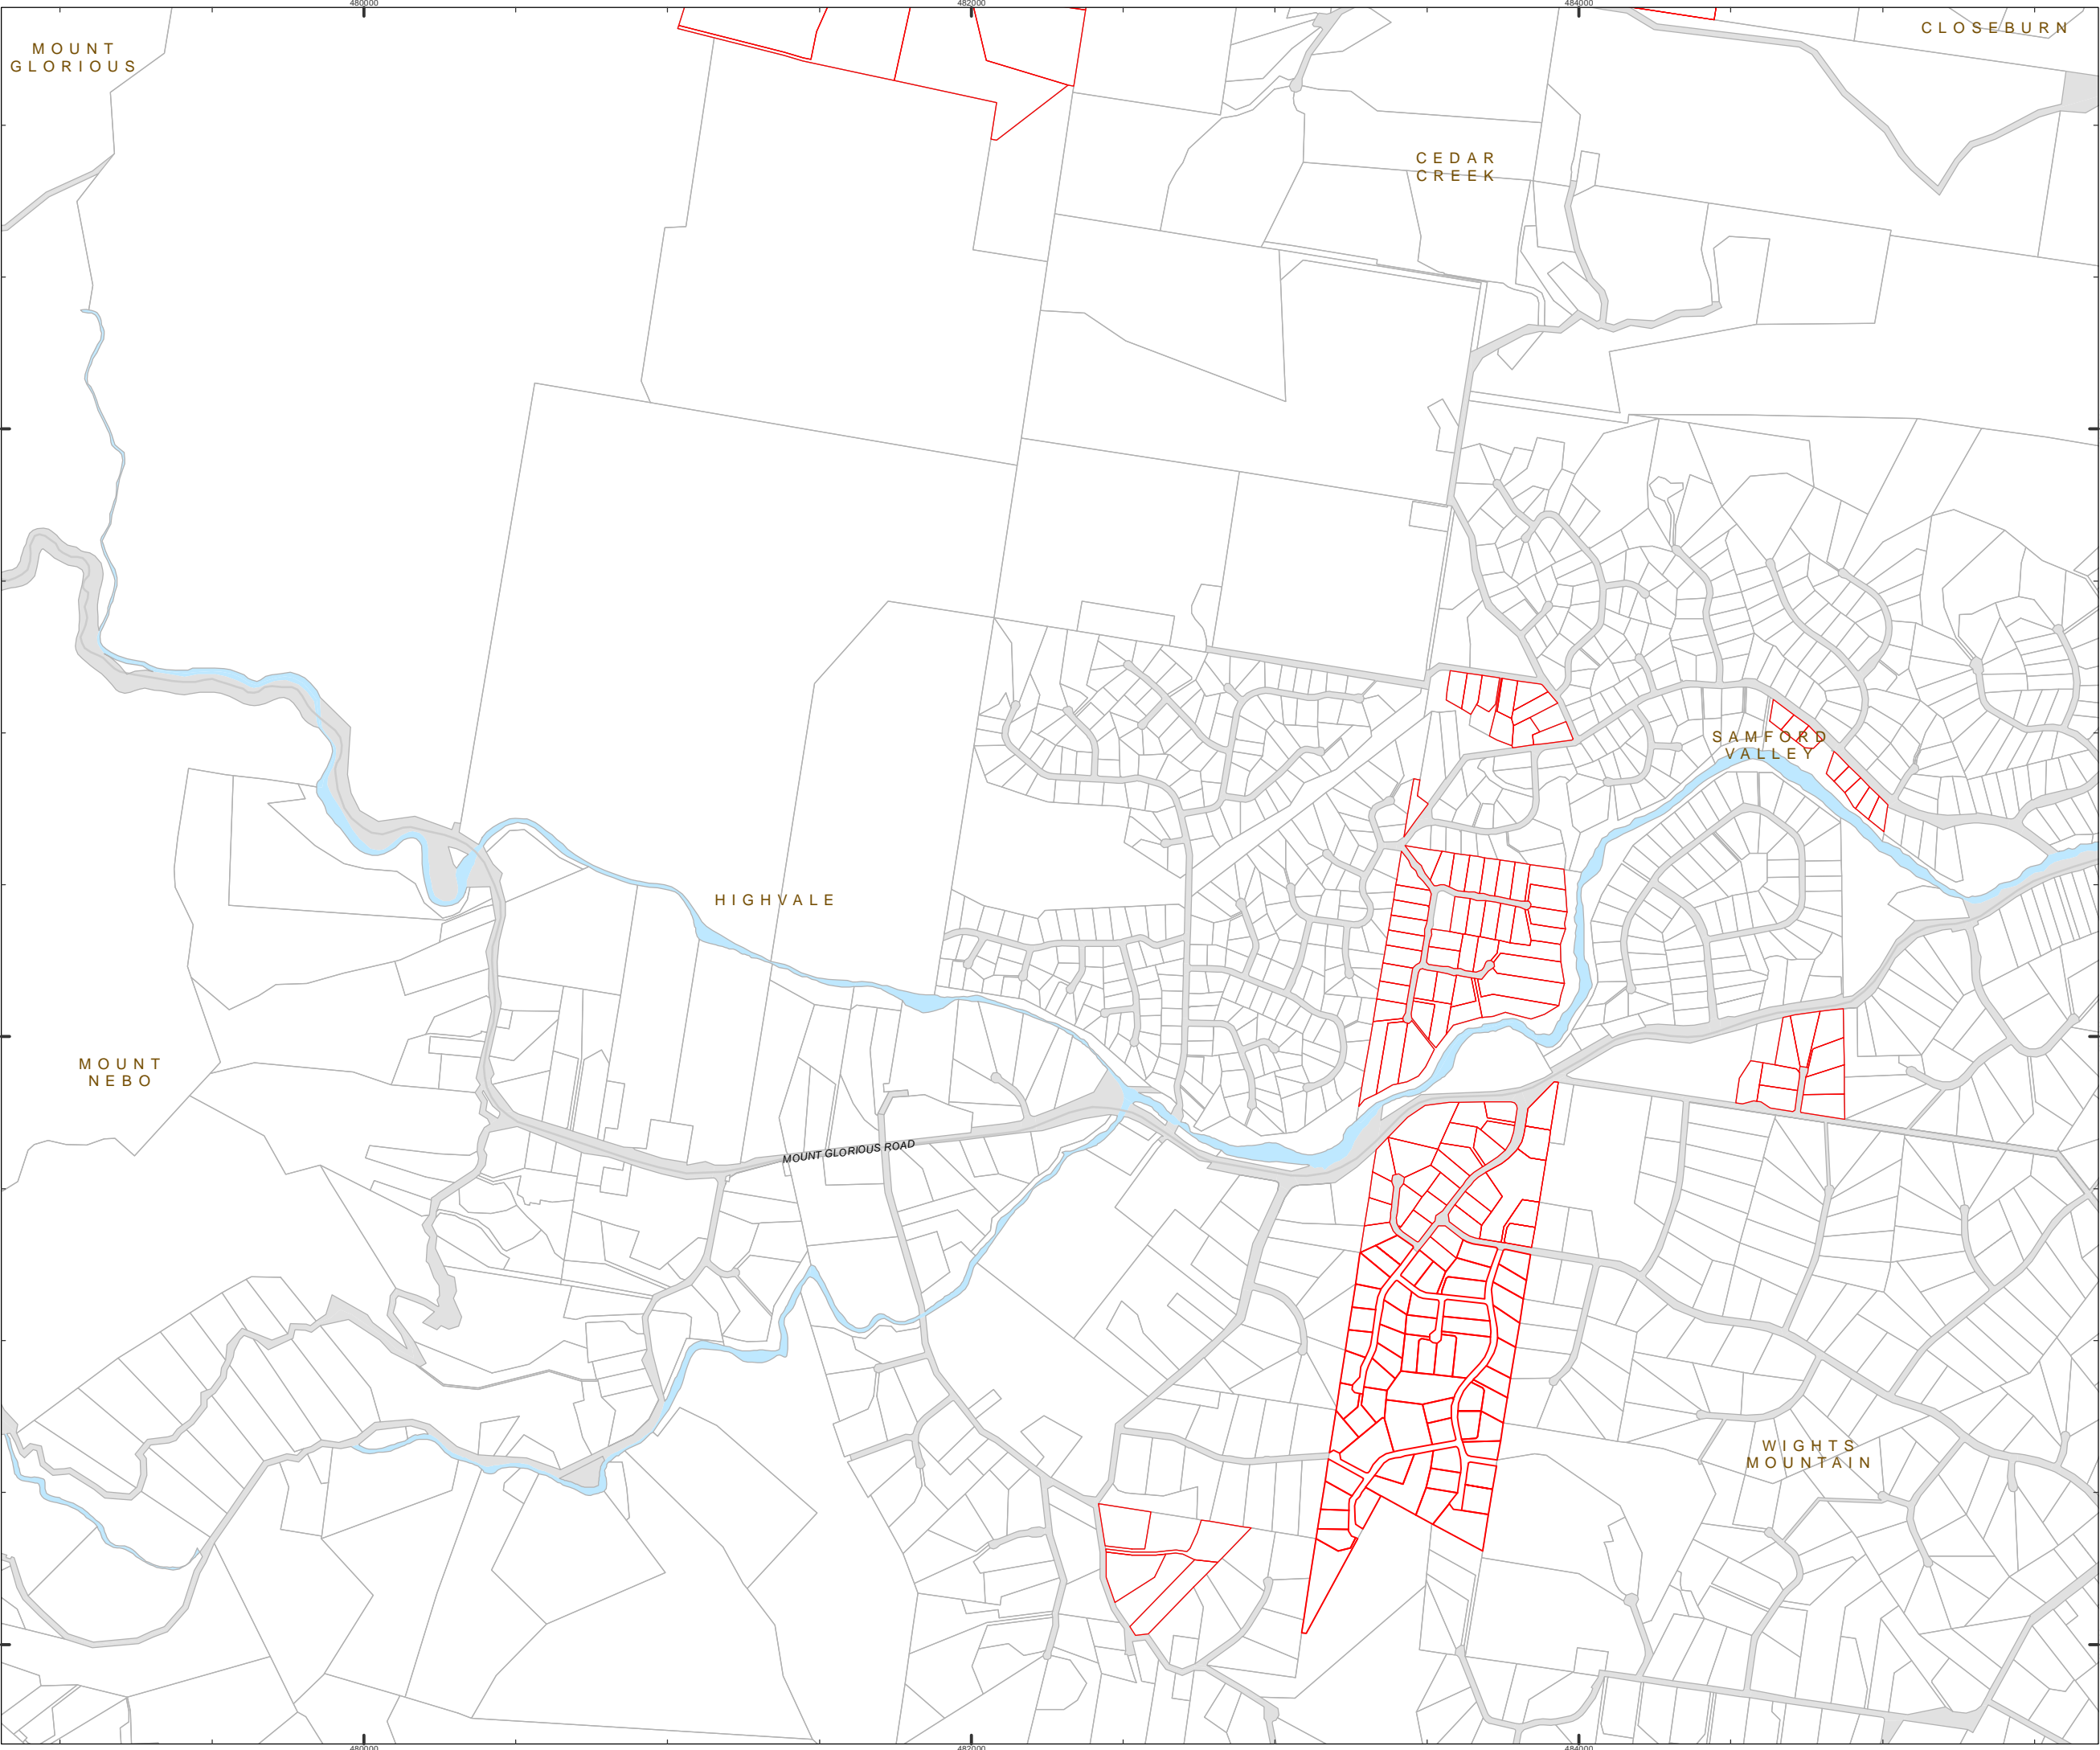 480000
482000
484000
MOUNT
GLORIOUS
CLOSEBURN
CEDAR
CREEK
SAMFORD
VALLEY
HIGHVALE
MOUNT
NEBO
MOUNT GLORIOUS ROAD
WIGHTS
MOUNTAIN
480000
482000
484000